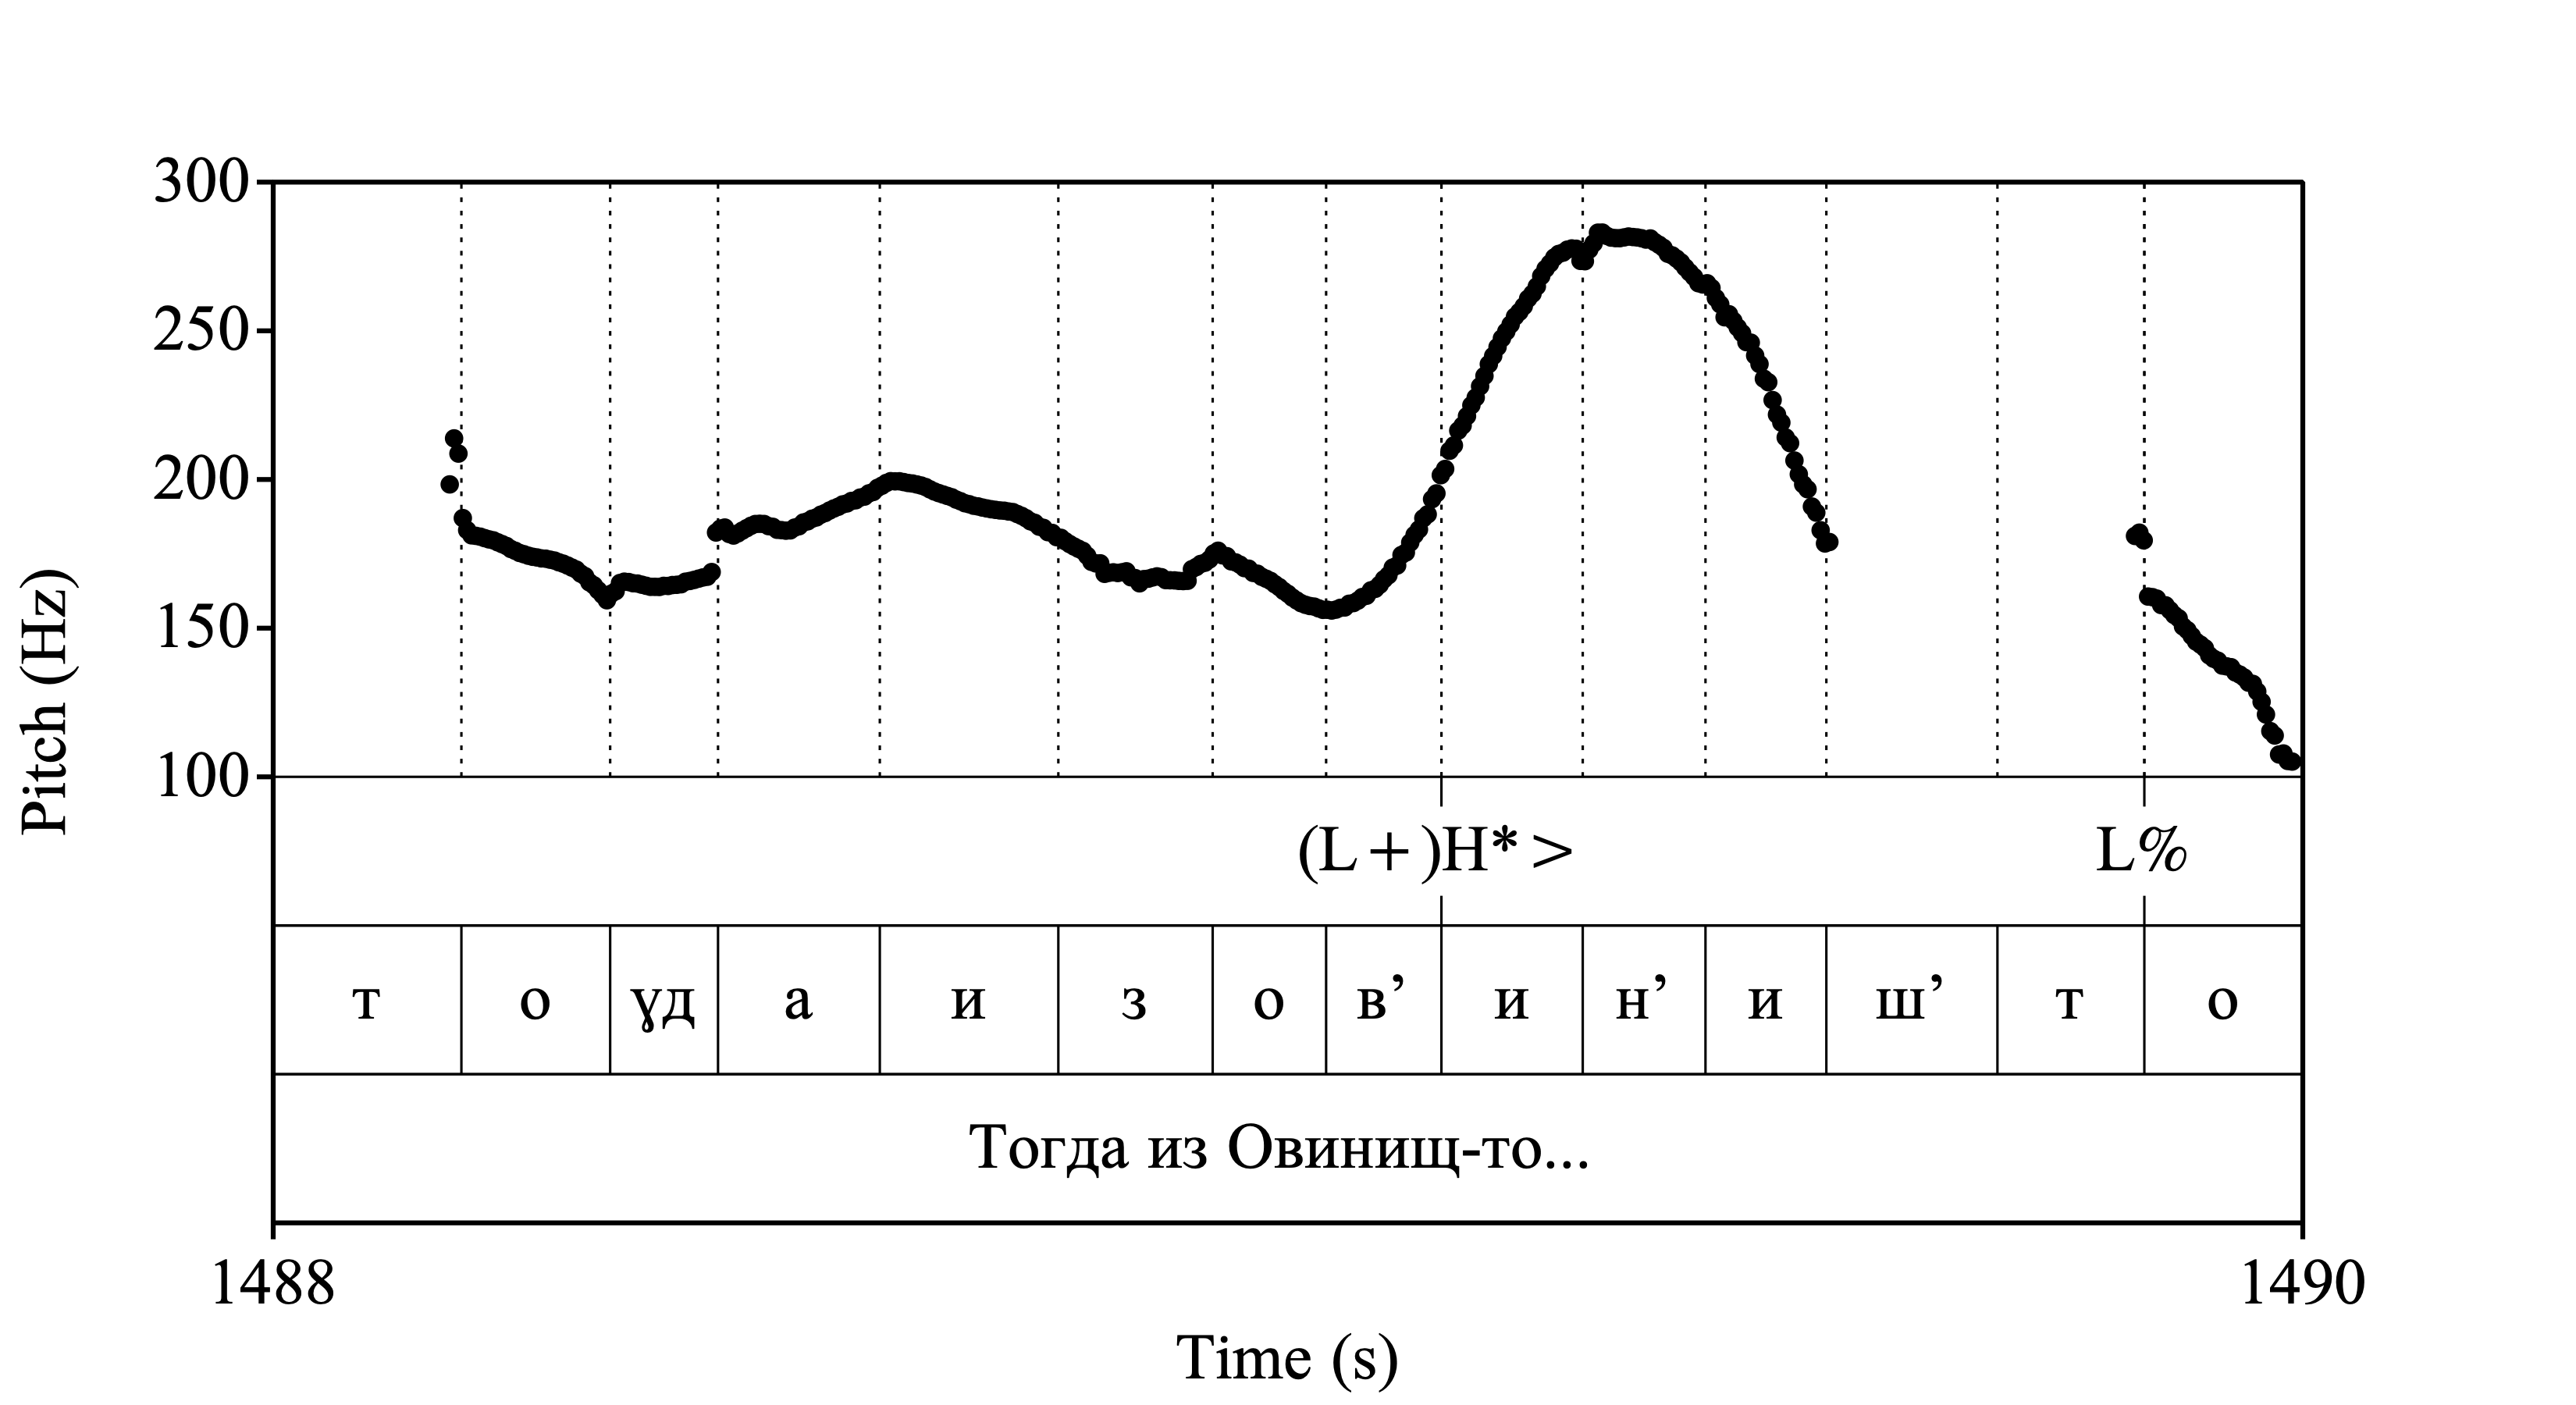 300
250
200
150
100
Pitch (Hz)
(L+)H*> L%
т о ɣд а и з о в’ и н’ и ш’ т о
Тогда из Овинищ-то...
1488 1490
Time (s)